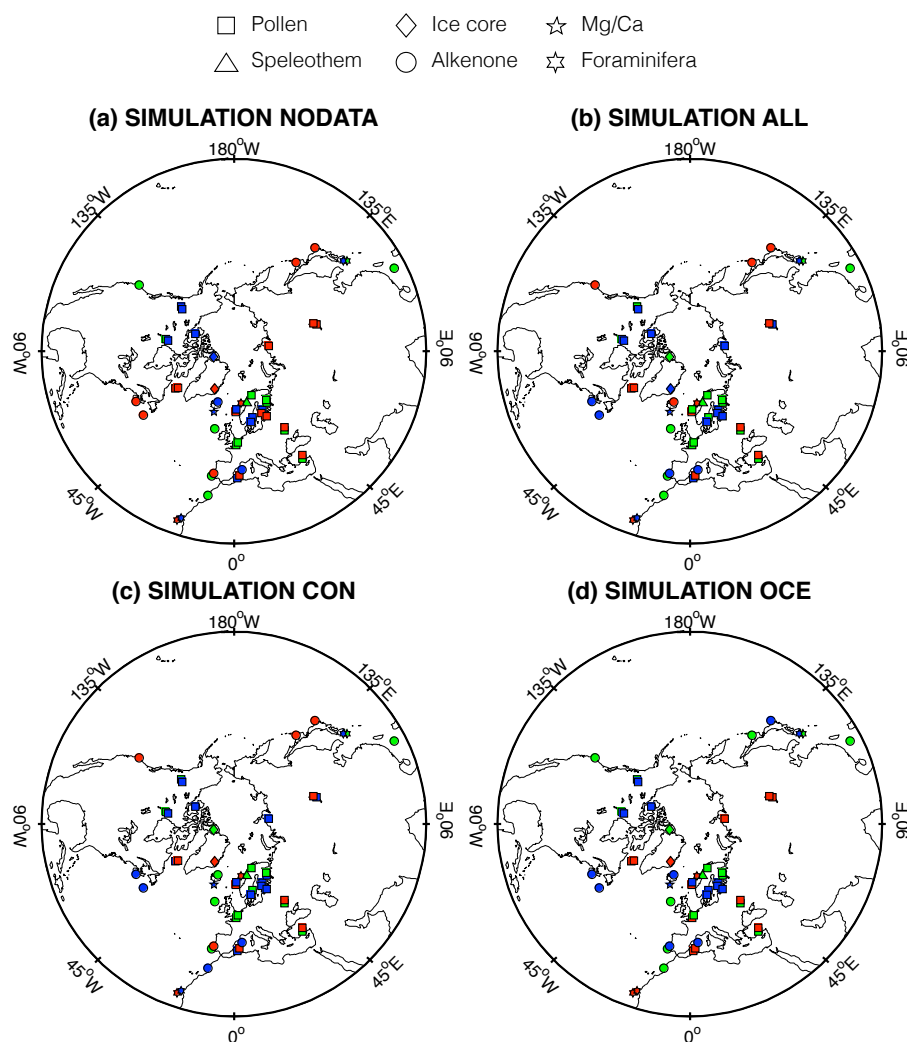 Pollen Ice core Mg/Ca
Speleothem Alkenone Foraminifera
(a) SIMULATION NODATA
(b) SIMULATION ALL
180°W
180°W
135°W
135°E
135°W
135°E
90°W
90°E
90°W
90°E
45°W
45°E
45°W
45°E
0°
0°
(c) SIMULATION CON
(d) SIMULATION OCE
180°W
180°W
135°W
135°E
135°W
135°E
90°W
90°E
90°W
90°E
45°W
45°E
45°W
45°E
0°
0°